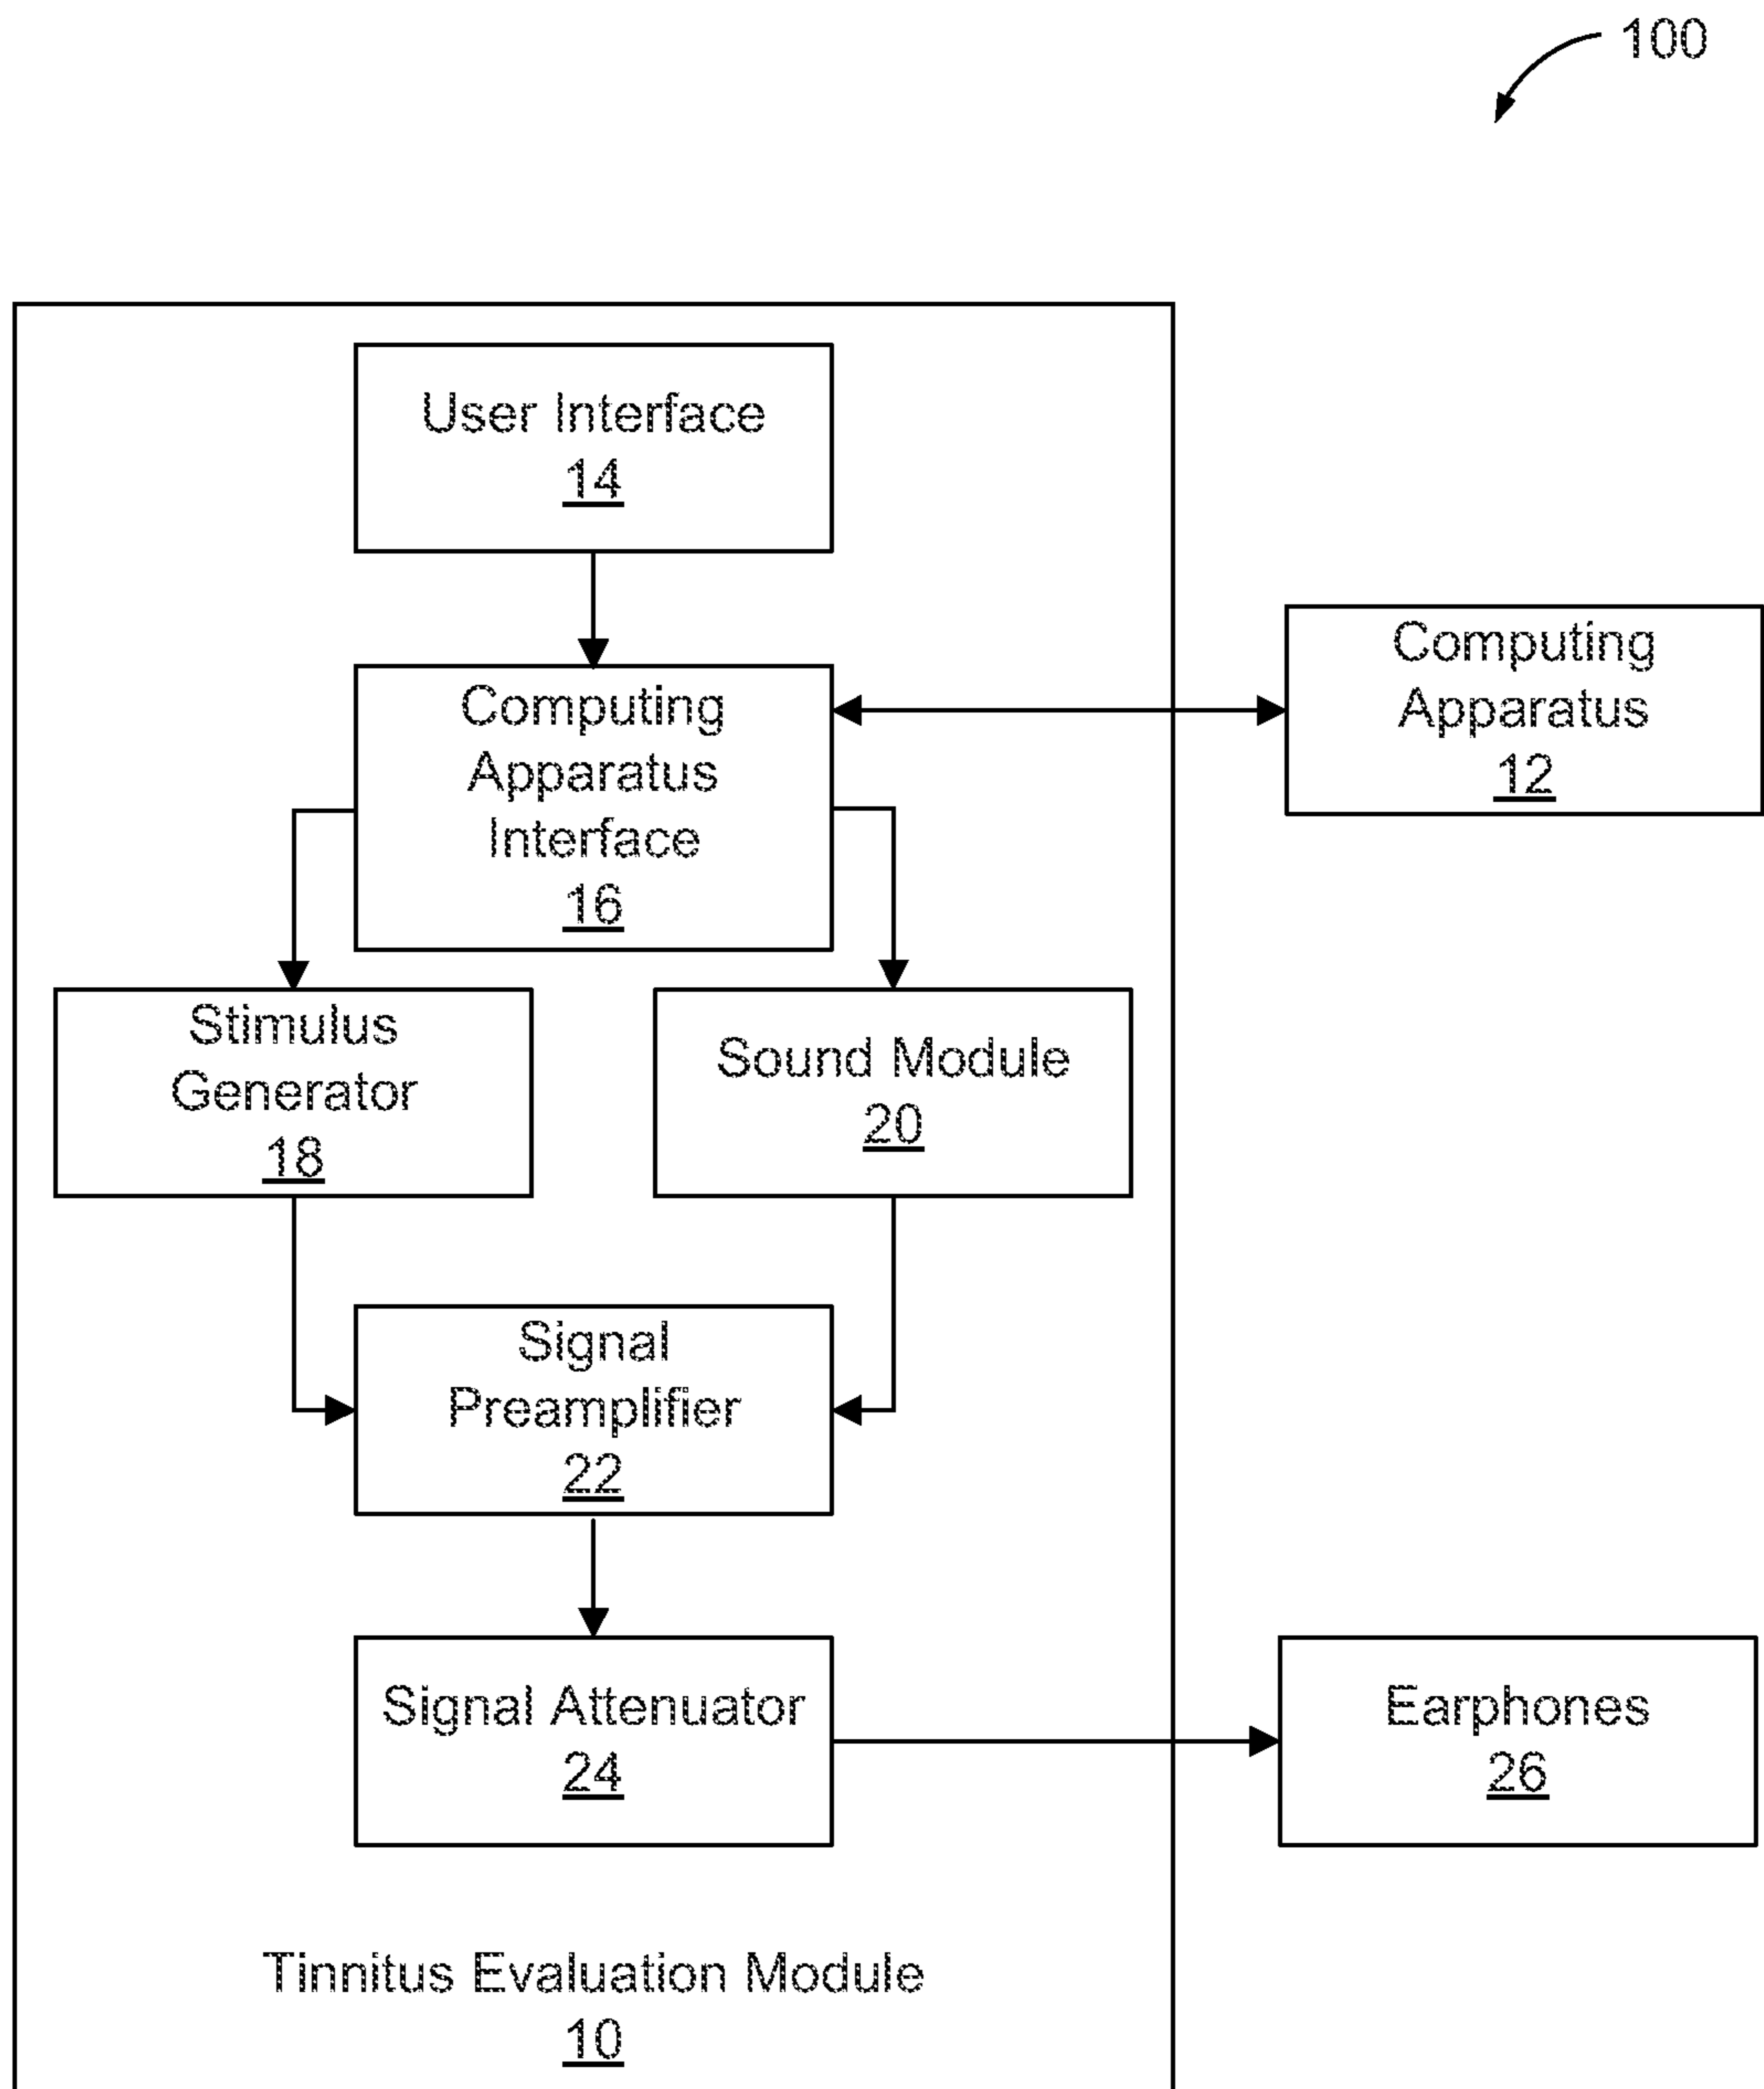 100
User Interface
14
Computing
Apparatus
Interface
16
Computing
Apparatus
12
Stimulus
Generator
18
Sound Module
20
Signal
Preamplifier
22
Signal Attenuator
24
Earphones
26
Tinnitus Evaluation Module
10